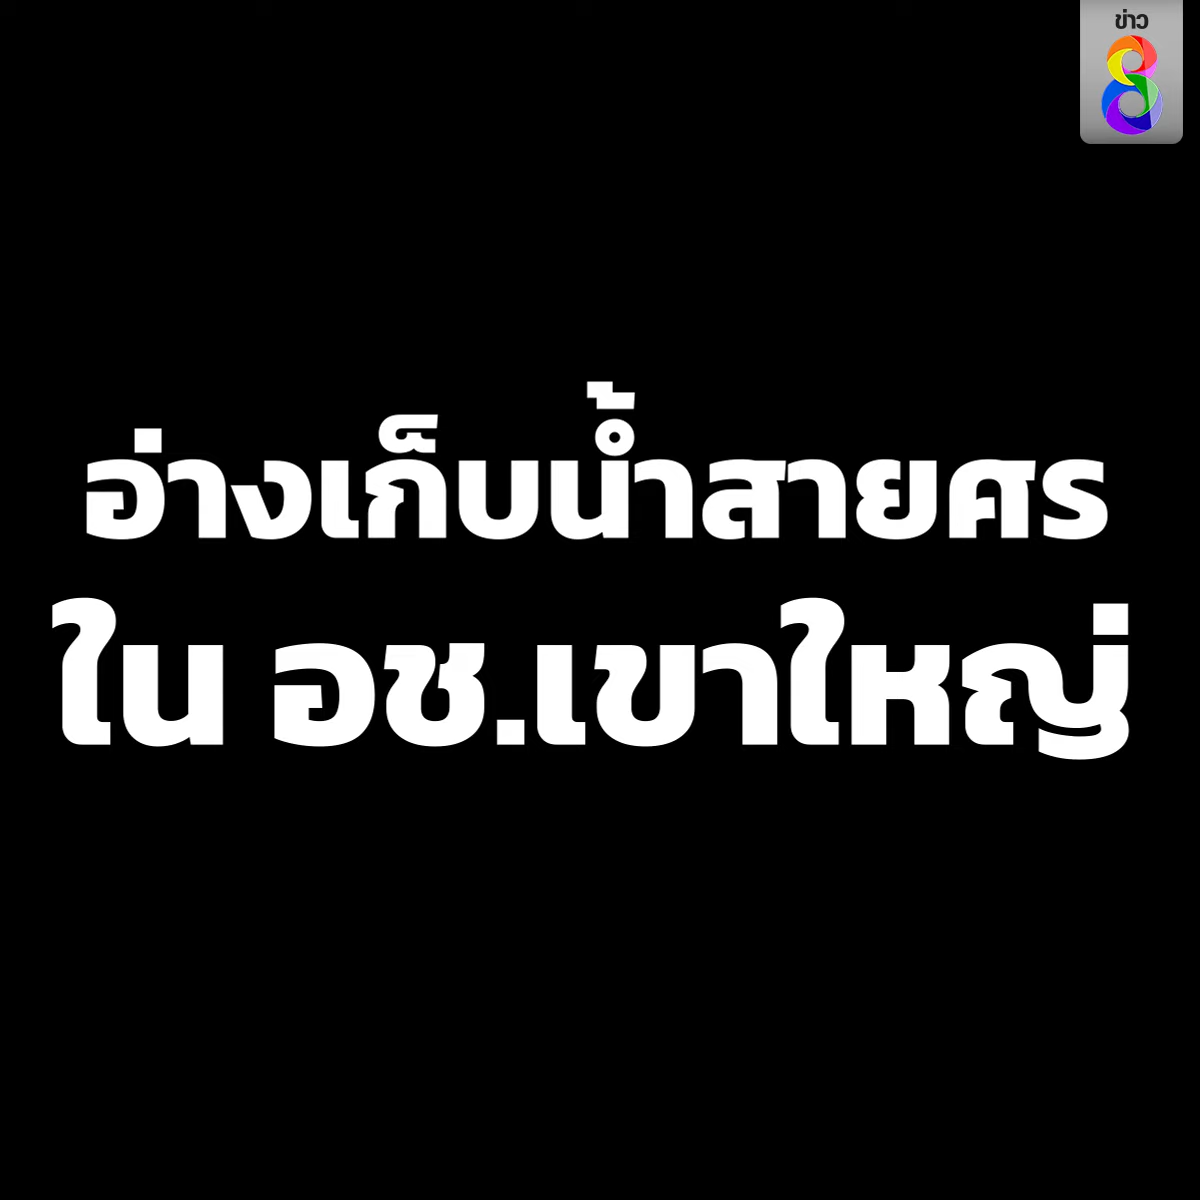 ข่าว
8
อ่างเก็บน้ำสายศร
ใน อช.เขาใหญ่